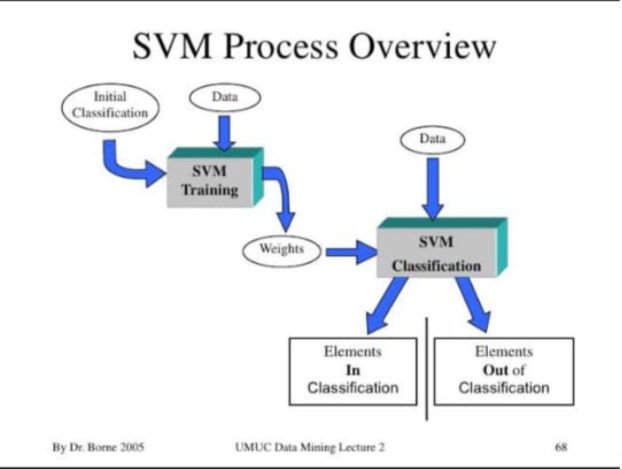 SVM Process Overview
Initial
Classification
Data
Data
SVM
Training
Weights
SVM
Classification
Elements
In
Classification
Elements
Out of
Classification
By Dr. Borne 2005
UMUC Data Mining Lecture 2
68